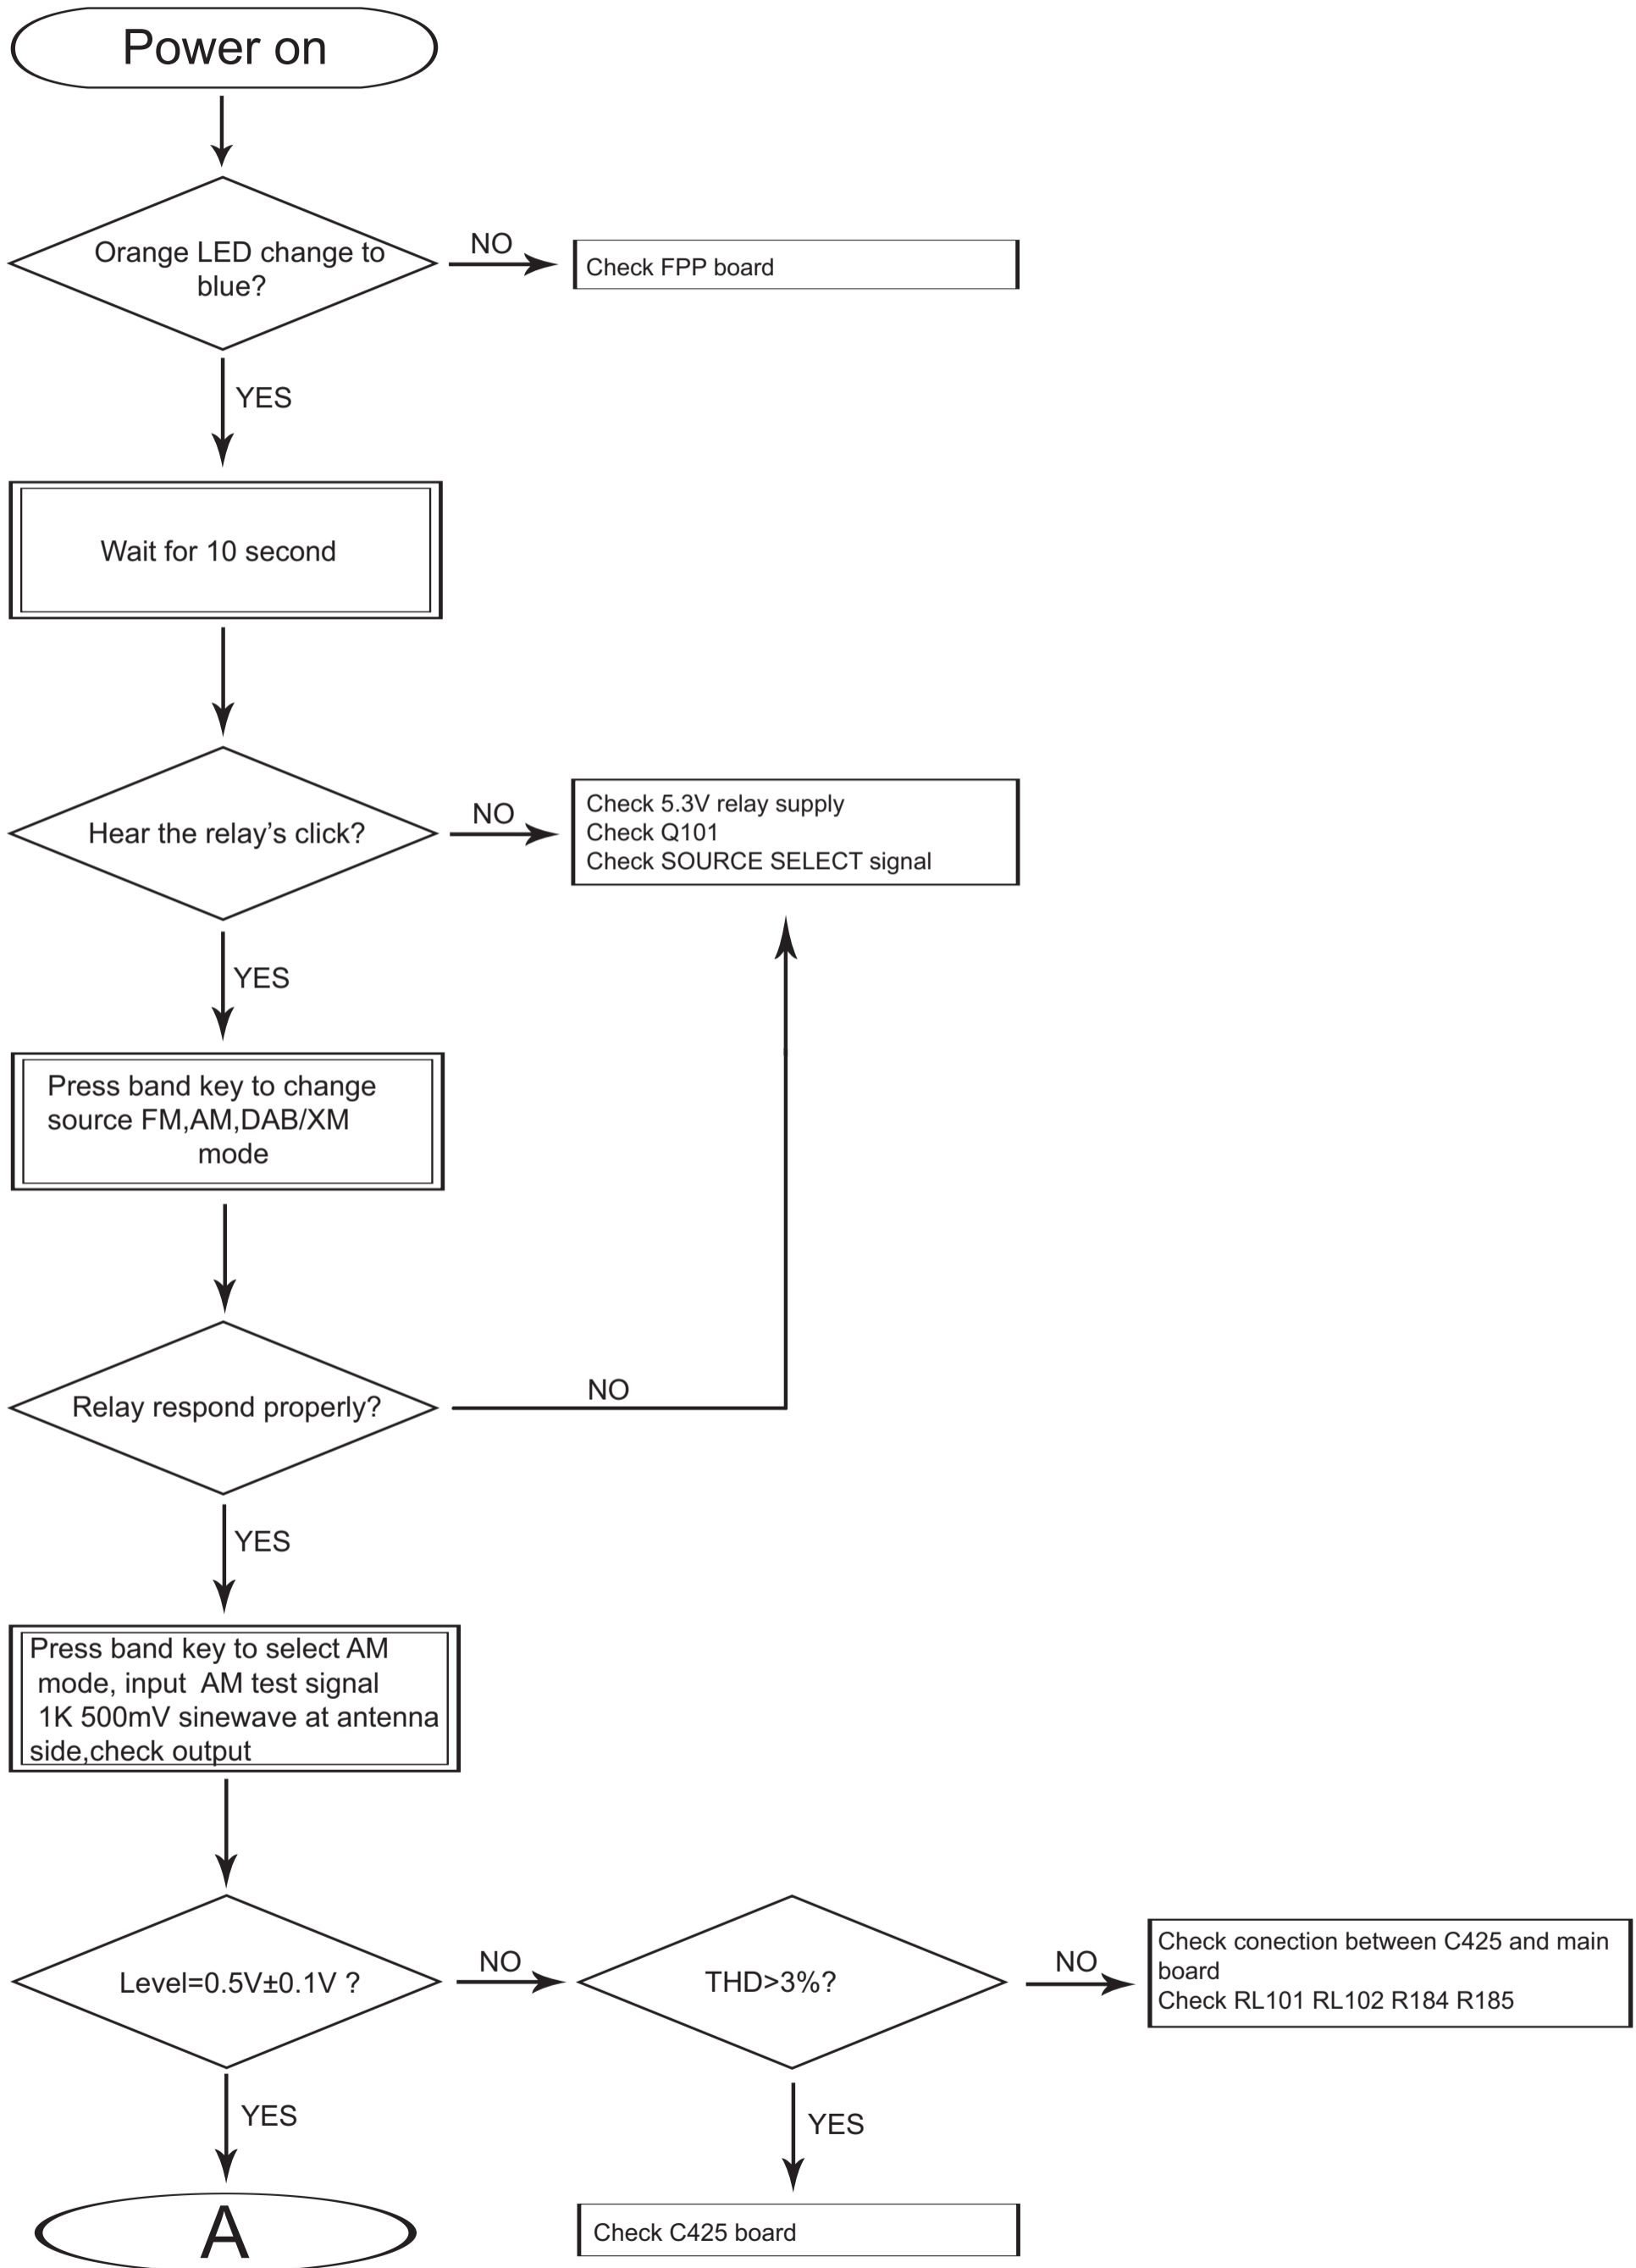 Power on
Orange LED change to
blue?
NO
Check FPP board
YES
Wait for 10 second
Hear the relay’s click?
NO
Check 5.3V relay supply
Check Q101
Check SOURCE SELECT signal
YES
Press band key to change
source FM,AM,DAB/XM
mode
Relay respond properly?
NO
YES
Press band key to select AM
mode, input  AM test signal
1K 500mV sinewave at antenna
side,check output
Level=0.5V±0.1V ?
NO
THD>3%?
NO
Check conection between C425 and main
board
Check RL101 RL102 R184 R185
YES
YES
A
Check C425 board